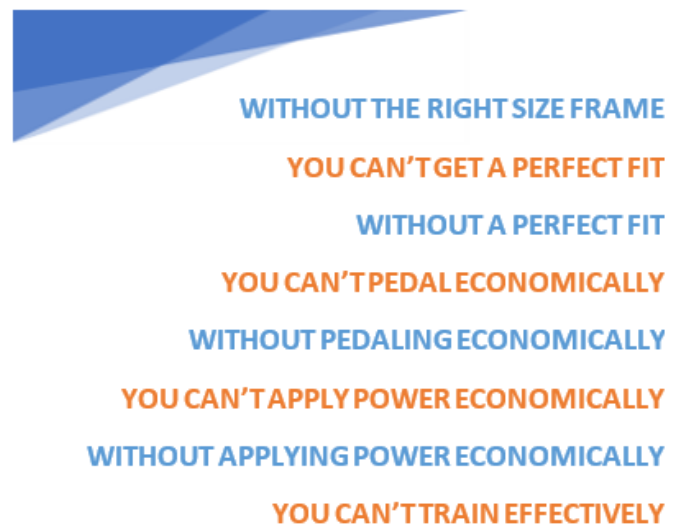 WITHOUT THE RIGHT SIZE FRAME
YOU CAN’T GET A PERFECT FIT
WITHOUT A PERFECT FIT
YOU CAN’T PEDAL ECONOMICALLY
WITHOUT PEDALING ECONOMICALLY
YOU CAN’T APPLY POWER ECONOMICALLY
WITHOUT APPLYING POWER ECONOMICALLY
YOU CAN’T TRAIN EFFECTIVELY